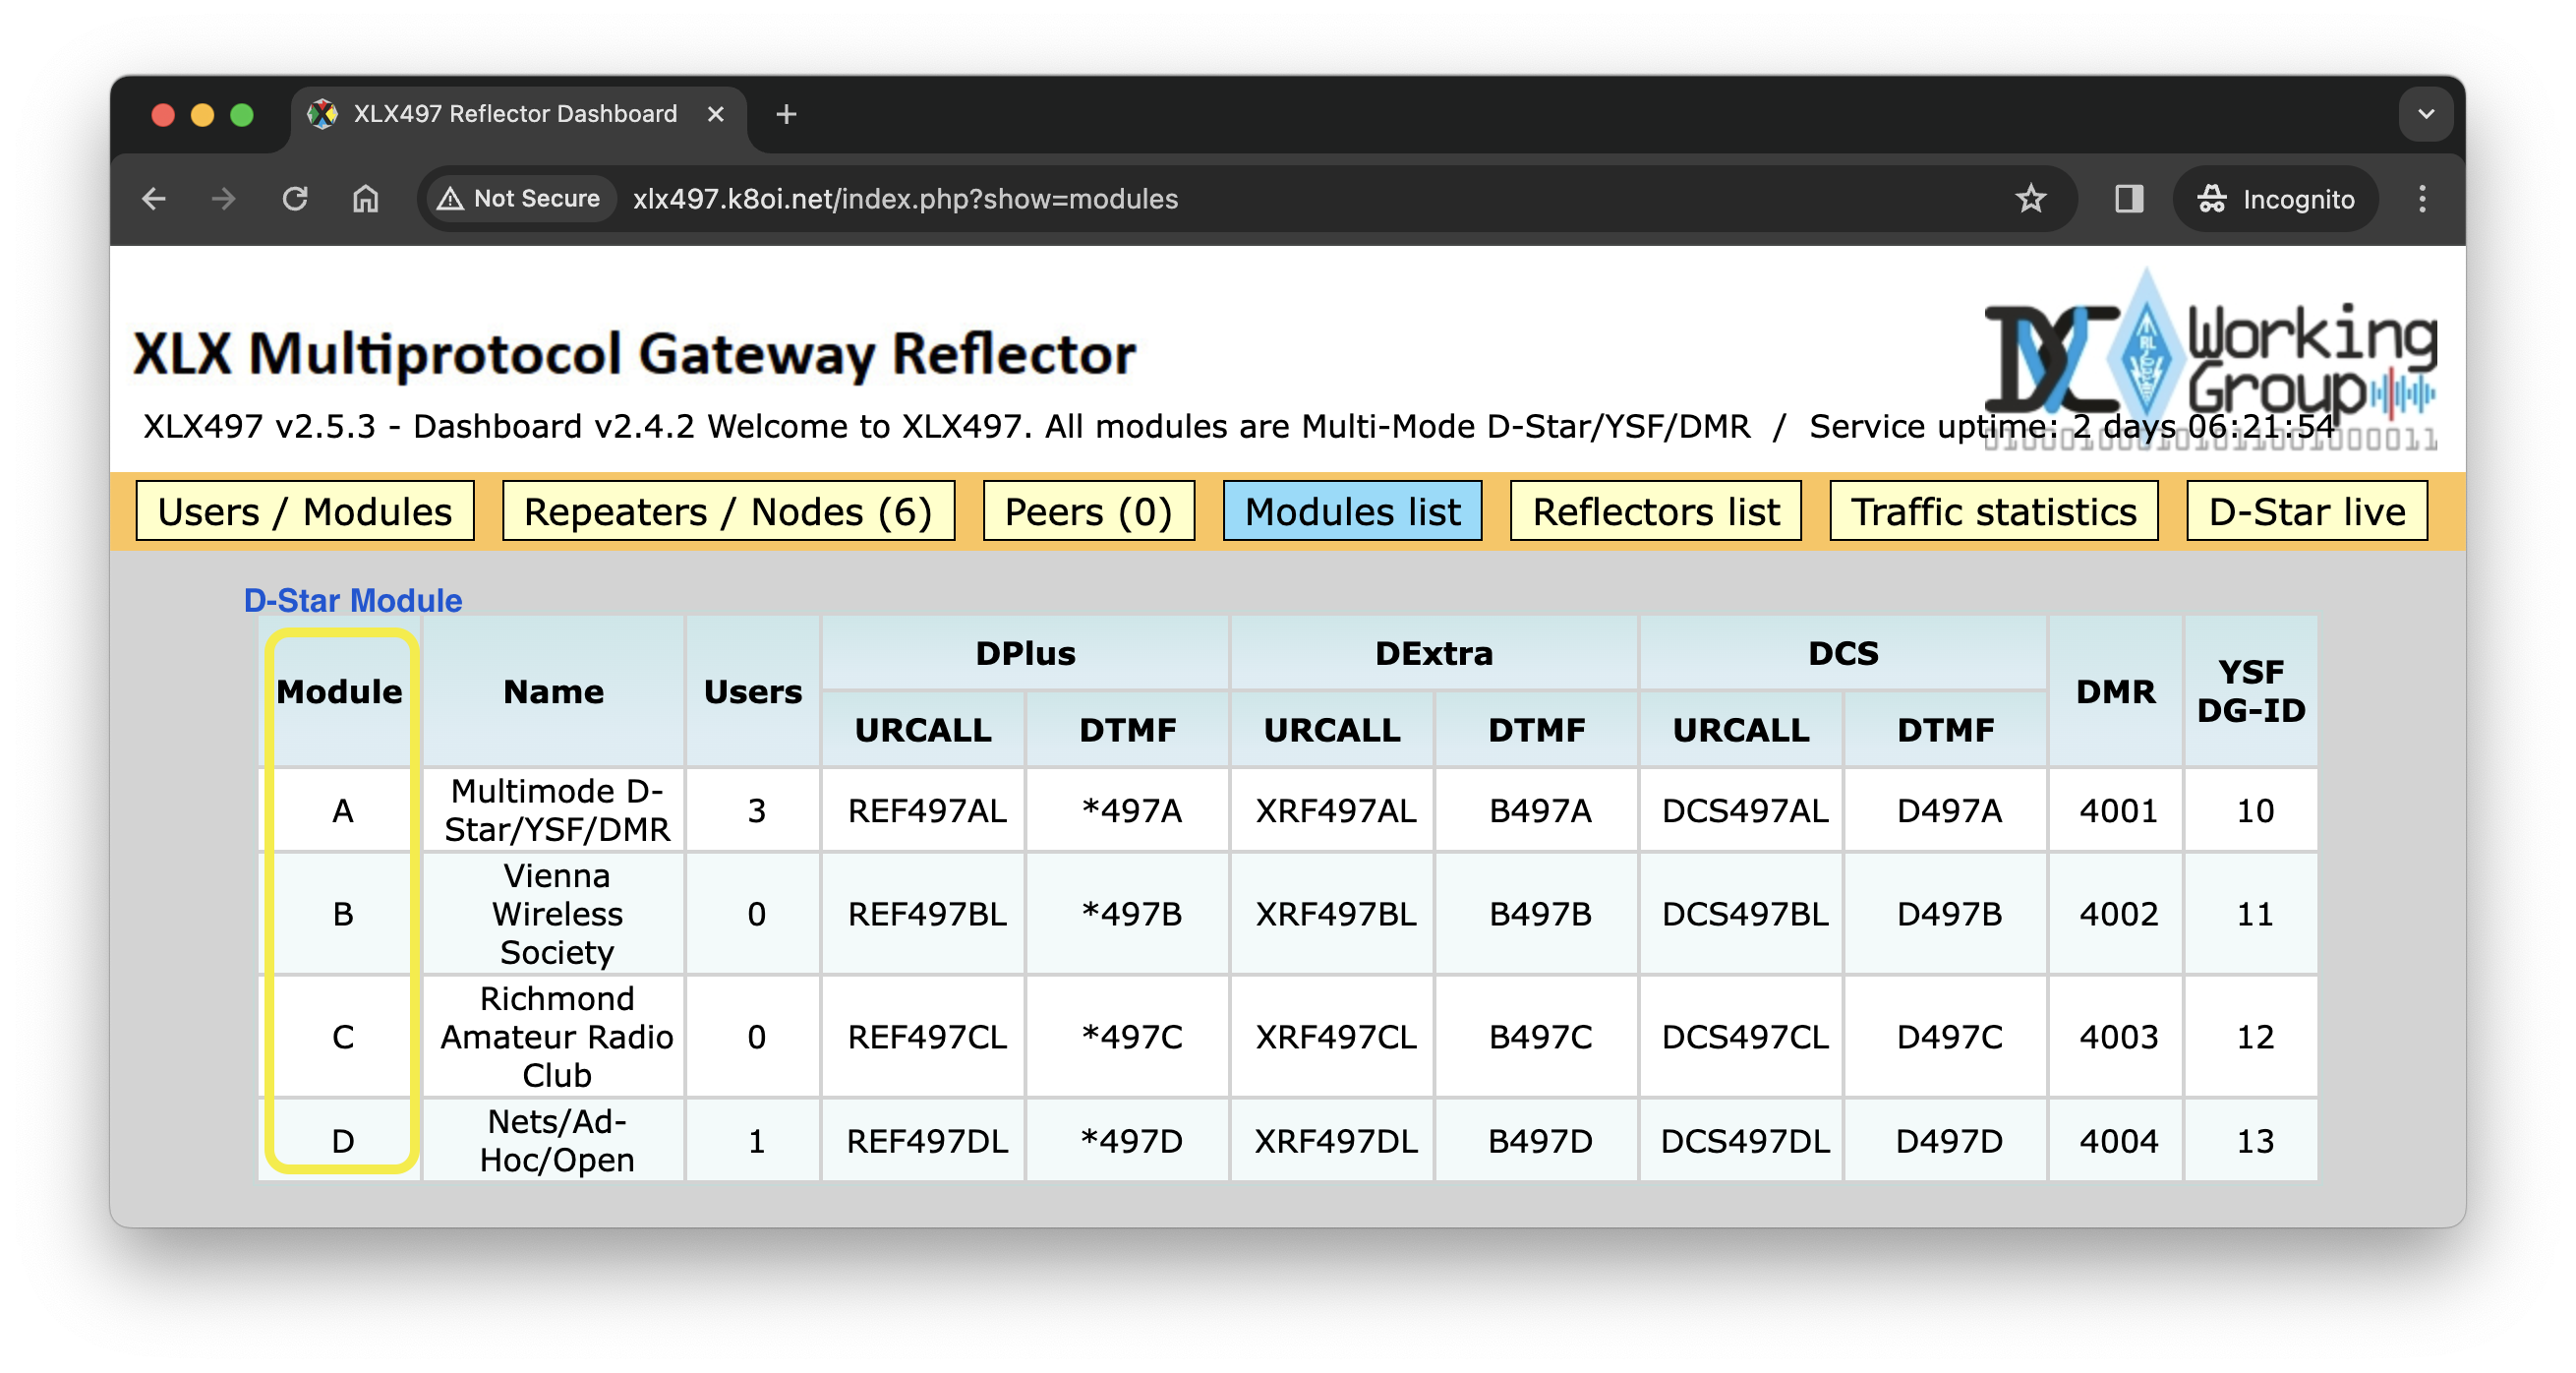 XLX497 Reflector Dashboard
Not Secure xlx497.k8oi.net/index.php?show=modules Incognito
XLX Multiprotocol Gateway Reflector
DVC RL Working
Group
XLX497 v2.5.3 - Dashboard v2.4.2 Welcome to XLX497. All modules are Multi-Mode D-Star/YSF/DMR / Service uptime: 2 days 06:21:54
Users / Modules Repeaters / Nodes (6) Peers (0) Modules list Reflectors list Traffic statistics D-Star live
D-Star Module
Module Name Users DPlus DExtra DCS DMR YSF
DG-ID
URCALL DTMF URCALL DTMF URCALL DTMF
A Multimode D-
Star/YSF/DMR 3 REF497AL *497A XRF497AL B497A DCS497AL D497A 4001 10
B Vienna
Wireless
Society 0 REF497BL *497B XRF497BL B497B DCS497BL D497B 4002 11
C Richmond
Amateur Radio
Club 0 REF497CL *497C XRF497CL B497C DCS497CL D497C 4003 12
D Nets/Ad-
Hoc/Open 1 REF497DL *497D XRF497DL B497D DCS497DL D497D 4004 13